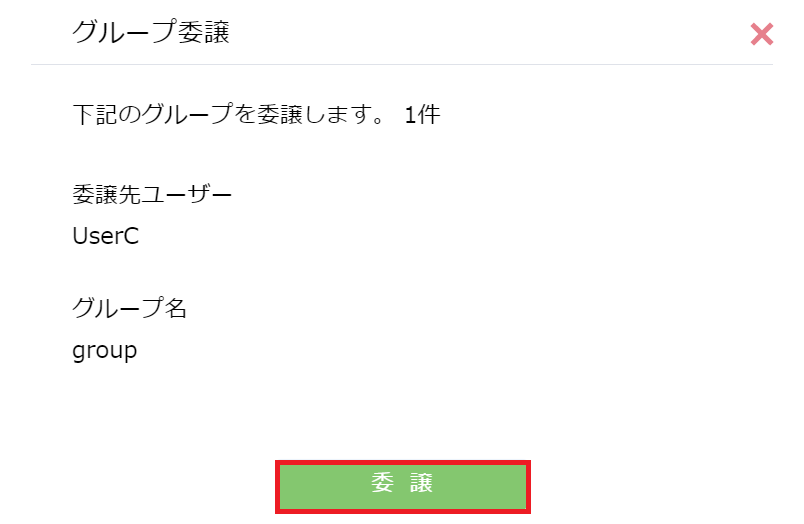 グループ委譲
下記のグループを委譲します。 1件
委譲先ユーザー
UserC
グループ名
group
委 譲